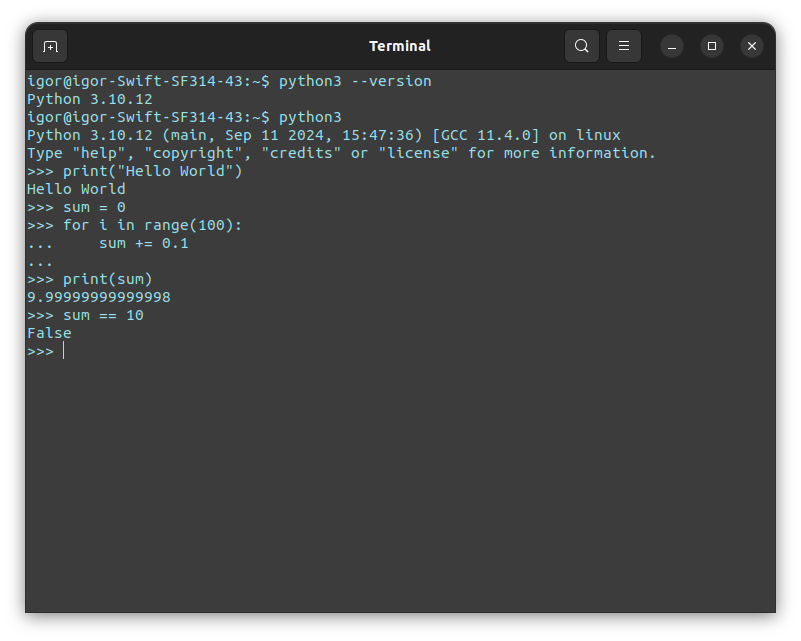 Terminal
igor@igor-Swift-SF314-43:~$ python3 --version
Python 3.10.12
igor@igor-Swift-SF314-43:~$ python3
Python 3.10.12 (main, Sep 11 2024, 15:47:36) [GCC 11.4.0] on linux
Type "help", "copyright", "credits" or "license" for more information.
>>> print("Hello World")
Hello World
>>> sum = 0
>>> for i in range(100):
...     sum += 0.1
...
>>> print(sum)
9.99999999999998
>>> sum == 10
False
>>>